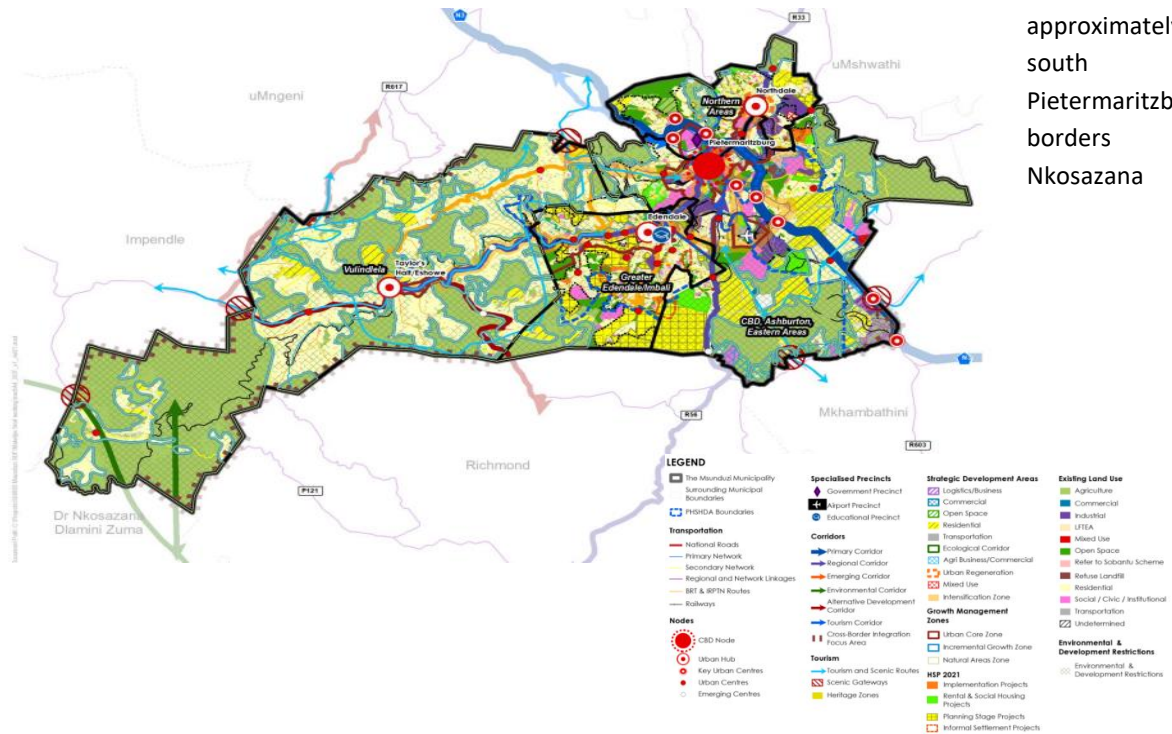 approximatel
south
Pietermaritzb
borders
Nkosazana
N3
R33
uMshwathi
uMngeni
R617
Northdale
Northern
Areas
Pietermaritzburg
Impendle
Edendale
Vulindlela
Taylor's
Halt/Eshowe
Greater
Edendale/Imbali
CBD, Ashburton,
Eastern Areas
N3
Mkhambathini
R56
R603
Richmond
P121
Dr Nkosazana
Dlamini Zuma
LEGEND
The Msunduzi Municipality
Surrounding Municipal
Boundaries
PHSHDA Boundaries
Transportation
National Roads
Primary Network
Secondary Network
Regional and Network Linkages
BRT & IRPTN Routes
Railways
Nodes
CBD Node
Urban Hub
Key Urban Centres
Urban Centres
Emerging Centres
Specialised Precincts
Government Precinct
Airport Precinct
Educational Precinct
Corridors
Primary Corridor
Regional Corridor
Emerging Corridor
Environmental Corridor
Alternative Development
Corridor
Tourism Corridor
Cross-Border Integration
Focus Area
Tourism
Tourism and Scenic Routes
Scenic Gateways
Heritage Zones
Strategic Development Areas
Logistics/Business
Commercial
Open Space
Residential
Transportation
Ecological Corridor
Agri Business/Commercial
Urban Regeneration
Mixed Use
Intensification Zone
Growth Management
Zones
Urban Core Zone
Incremental Growth Zone
Natural Areas Zone
HSP 2021
Implementation Projects
Rental & Social Housing
Projects
Planning Stage Projects
Informal Settlement Projects
Existing Land Use
Agriculture
Commercial
Industrial
LFTEA
Mixed Use
Open Space
Refer to Sobantu Scheme
Refuse Landfill
Residential
Social / Civic / Institutional
Transportation
Undetermined
Environmental &
Development Restrictions
Environmental &
Development Restrictions